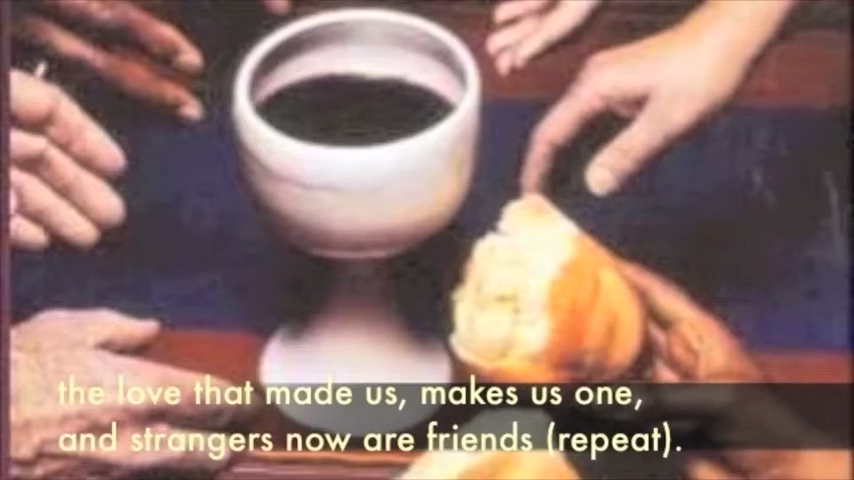 the love that made us, makes us one,
and strangers now are friends (repeat).